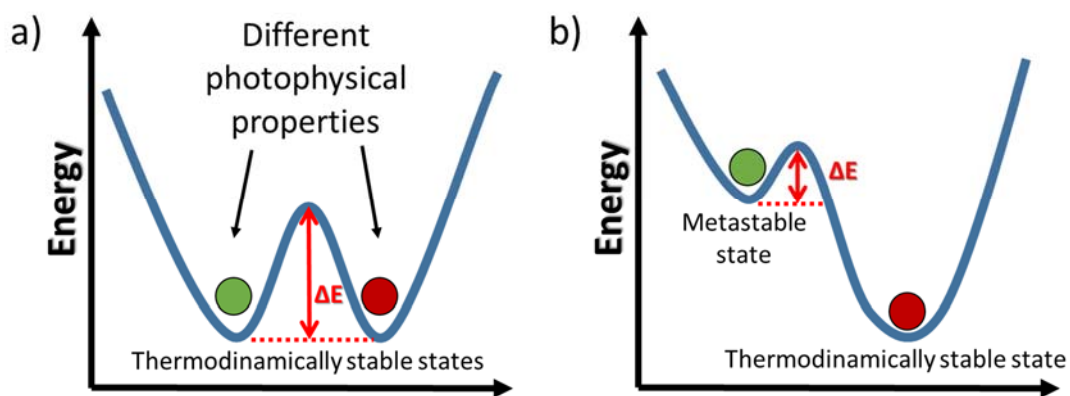 a)
Different
photophysical
properties
Energy
ΔE
Thermodinamically stable states
b)
Energy
ΔE
Metastable
state
Thermodinamically stable state